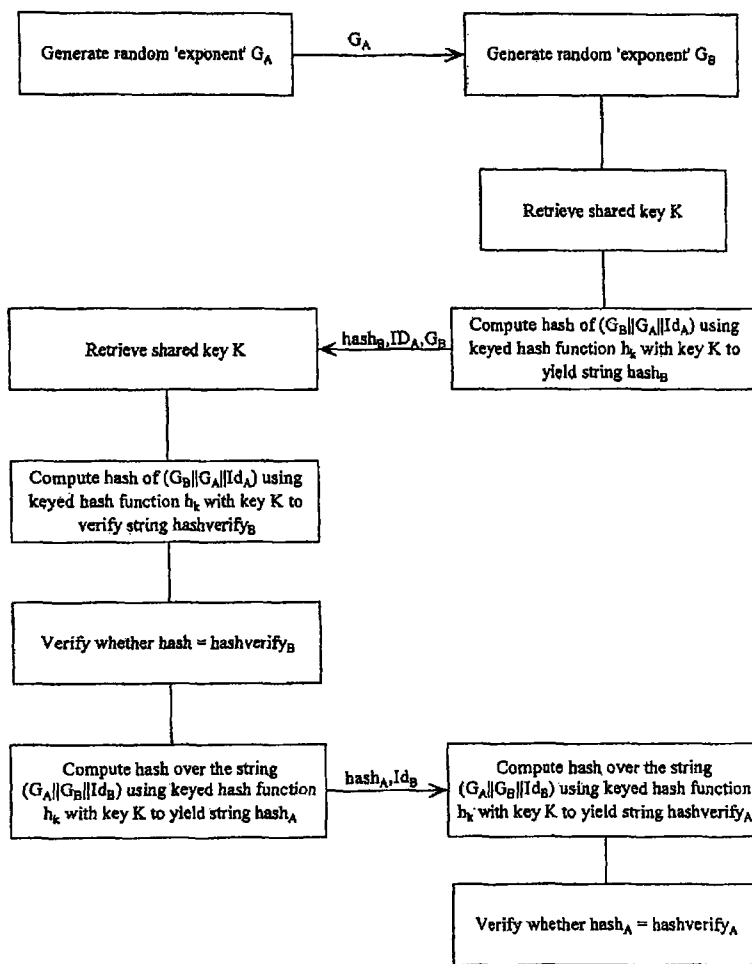 Generate random 'exponent' G_A
G_A
Generate random 'exponent' G_B
Retrieve shared key K
Retrieve shared key K
hash_B,ID_A,G_B
Compute hash of (G_B||G_A||Id_A) using
keyed hash function h_k with key K to
yield string hash_B
Compute hash of (G_B||G_A||Id_A) using
keyed hash function h_k with key K to
verify string hashverify_B
Verify whether hash = hashverify_B
Compute hash over the string
(G_A||G_B||Id_B) using keyed hash function
h_k with key K to yield string hash_A
hash_A,Id_B
Compute hash over the string
(G_A||G_B||Id_B) using keyed hash function
h_k with key K to yield string hashverify_A
Verify whether hash_A = hashverify_A